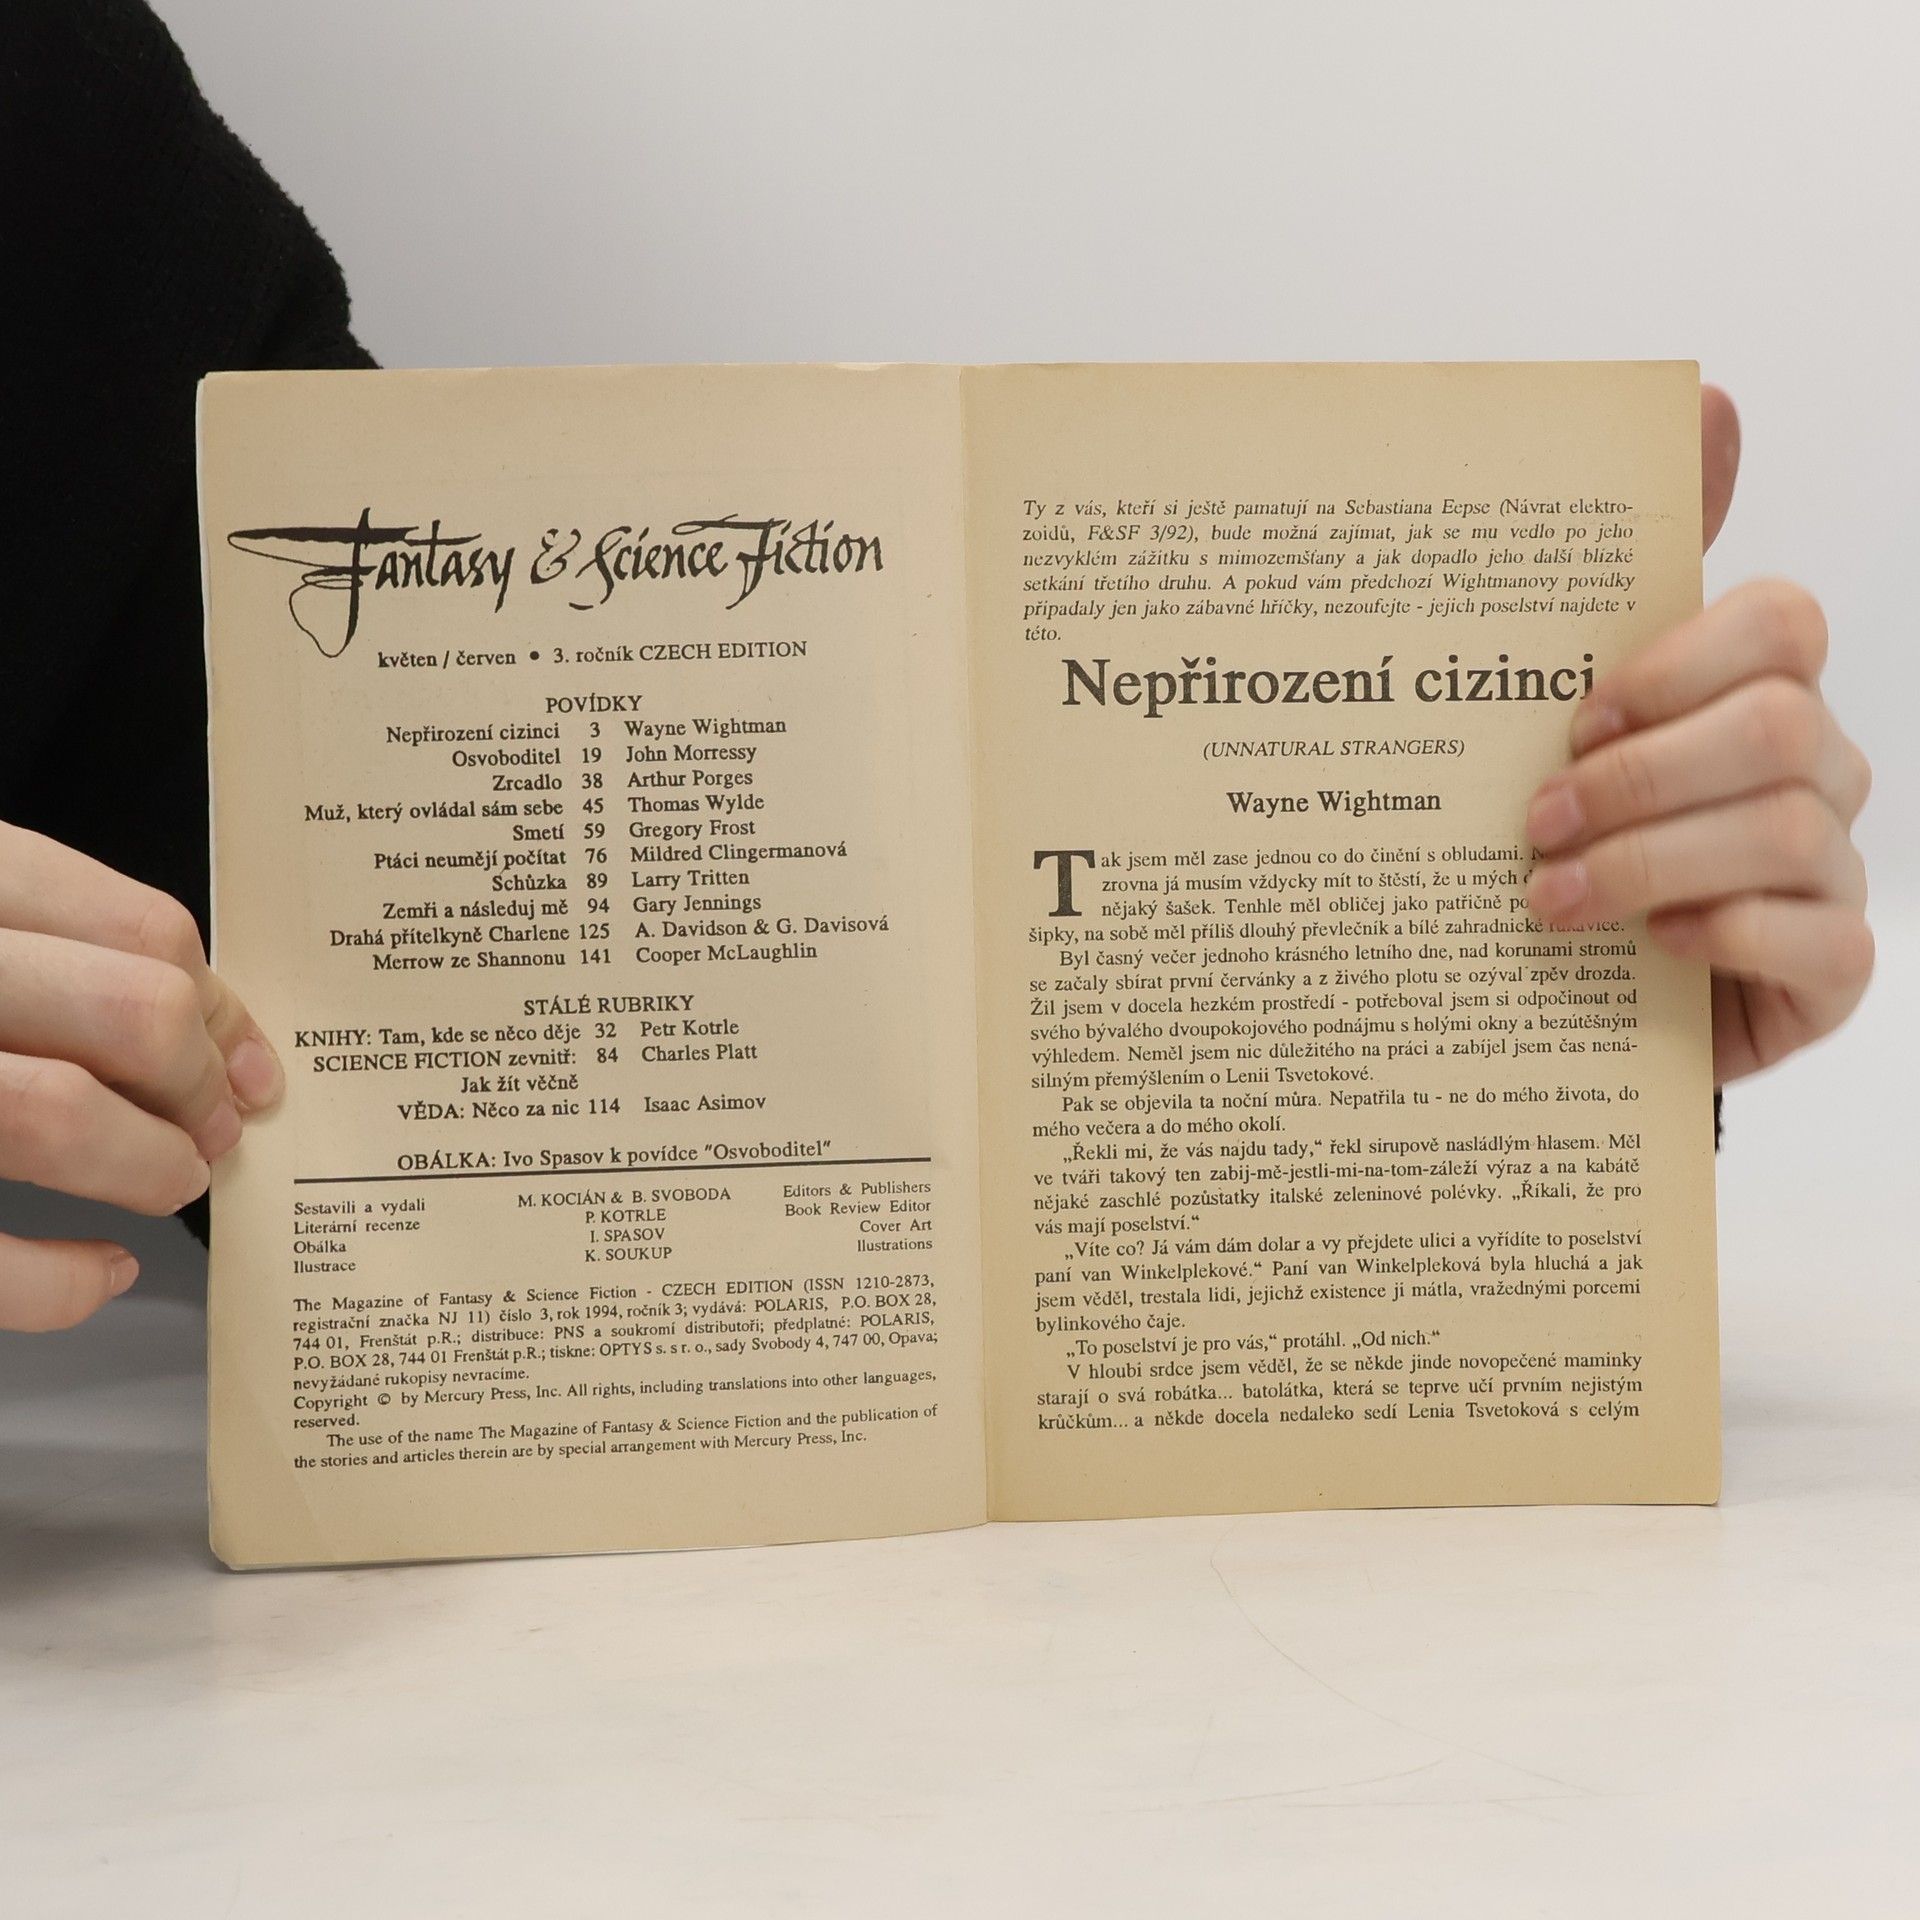 Fantasy & Science Fiction
květen / červen • 3. ročník CZECH EDITION
POVÍDKY
Nepřirození cizinci 3 Wayne Wightman
Osvoboditel 19 John Morressy
Zrcadlo 38 Arthur Porges
Muž, který ovládal sám sebe 45 Thomas Wylde
Smetí 59 Gregory Frost
Ptáci neumějí počítat 76 Mildred Clingermanová
Schůzka 89 Larry Tritten
Zemři a následuj mě 94 Gary Jennings
Drahá přítelkyně Charlene 125 A. Davidson & G. Davisová
Merrow ze Shannonu 141 Cooper McLaughlin
STÁLÉ RUBRIKY
KNIHY: Tam, kde se něco děje 32 Petr Kotrle
SCIENCE FICTION zevnitř: 84 Charles Platt
Jak žít věčně
VĚDA: Něco za nic 114 Isaac Asimov
OBÁLKA: Ivo Spasov k povídce "Osvoboditel"
Sestavili a vydali M. KOCIÁN & B. SVOBODA Editors & Publishers
Literární recenze P. KOTRLE Book Review Editor
Obálka I. SPASOV Cover Art
Ilustrace K. SOUKUP Ilustrations
The Magazine of Fantasy & Science Fiction - CZECH EDITION (ISSN 1210-2873,
registrační značka NJ 11) číslo 3, rok 1994, ročník 3; vydává: POLARIS, P.O. BOX 28,
744 01, Frenštát p.R.; distribuce: PNS a soukromí distributoři; předplatné: POLARIS,
P.O. BOX 28, 744 01 Frenštát p.R.; tiskne: OPTYS s. s r. o., sady Svobody 4, 747 00, Opava;
nevyžádané rukopisy nevracíme.
Copyright © by Mercury Press, Inc. All rights, including translations into other languages,
reserved.
The use of the name The Magazine of Fantasy & Science Fiction and the publication of
the stories and articles therein are by special arrangement with Mercury Press, Inc.
Ty z vás, kteří si ještě pamatují na Sebastiana Eepse (Návrat elektro-
zoidů, F&SF 3/92), bude možná zajímat, jak se mu vedlo po jeho
nezvyklém zážitku s mimozemšťany a jak dopadlo jeho další blízké
setkání třetího druhu. A pokud vám předchozí Wightmanovy povídky
připadaly jen jako zábavné hříčky, nezoufejte - jejich poselství najdete v
této.
Nepřirození cizinci
(UNNATURAL STRANGERS)
Wayne Wightman
Tak jsem měl zase jednou co do činění s obludami.
zrovna já musím vždycky mít to štěstí, že u mých
nějaký šašek. Tenhle měl obličej jako patřičně
šipky, na sobě měl příliš dlouhý převlečník a bílé zahradnické rukavice.
Byl časný večer jednoho krásného letního dne, nad korunami stromů
se začaly sbírat první červánky a z živého plotu se ozýval zpěv drozda.
Žil jsem v docela hezkém prostředí - potřeboval jsem si odpočinout od
svého bývalého dvoupokojového podnájmu s holými okny a bezútěšným
výhledem. Neměl jsem nic důležitého na práci a zabíjel jsem čas nená-
silným přemýšlením o Lenii Tsvetokové.
Pak se objevila ta noční můra. Nepatřila tu - ne do mého života, do
mého večera a do mého okolí.
„Řekli mi, že vás najdu tady,“ řekl sirupově nasládlým hlasem. Měl
ve tváři takový ten zabij-mě-jestli-mi-na-tom-záleží výraz a na kabátě
nějaké zaschlé pozůstatky italské zeleninové polévky. „Říkali, že pro
vás mají poselství.“
„Víte co? Já vám dám dolar a vy přejdete ulici a vyřídíte to poselství
paní van Winkelplekové.“ Paní van Winkelpleková byla hluchá a jak
jsem věděl, trestala lidi, jejichž existence ji mátla, vražednými porcemi
bylinkového čaje.
„To poselství je pro vás,“ protáhl. „Od nich.“
V hloubi srdce jsem věděl, že se někde jinde novopečené maminky
starají o svá robátka... batolátka, která se teprve učí prvním nejistým
krůčkům... a někde docela nedaleko sedí Lenia Tsvetoková s celým